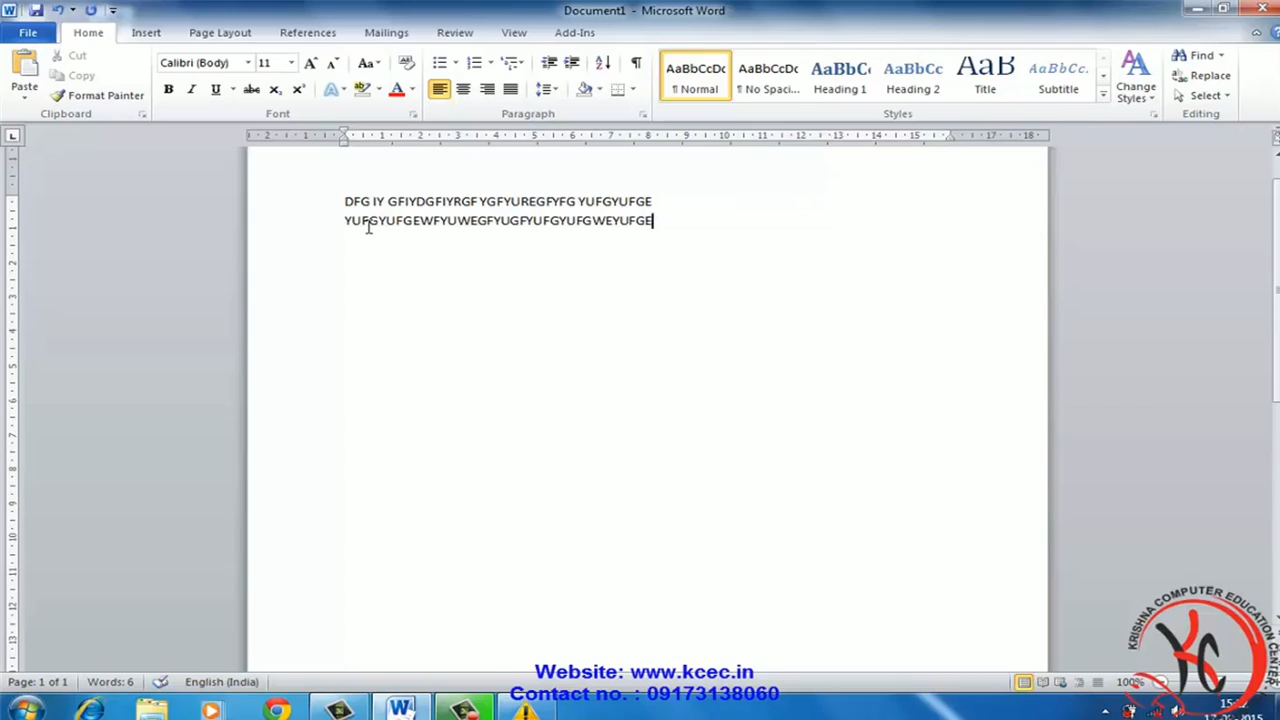 Document1 - Microsoft Word
File Home Insert Page Layout References Mailings Review View Add-Ins
Cut
Copy
Format Painter
Paste
Calibri (Body) 11
AaBbCcDc AaBbCcDc AaBbC AaBbCc AaB AaBbCc.
¶ Normal ¶ No Spaci... Heading 1 Heading 2 Title Subtitle
Change Styles
Find
Replace
Select
Clipboard Font Paragraph Styles Editing
DFG IY GFIYDGFIYRGF YGFYUREGFYFG YUFGYUFGE
YUFGYUFGEWFYUWEGFYUGFYUFGYUFGWEYUFGE
KRISHNA COMPUTER EDUCATION CENTER
KC
Website: www.kcec.in
Contact no. : 09173138060
Page: 1 of 1 Words: 6 English (India) 100%